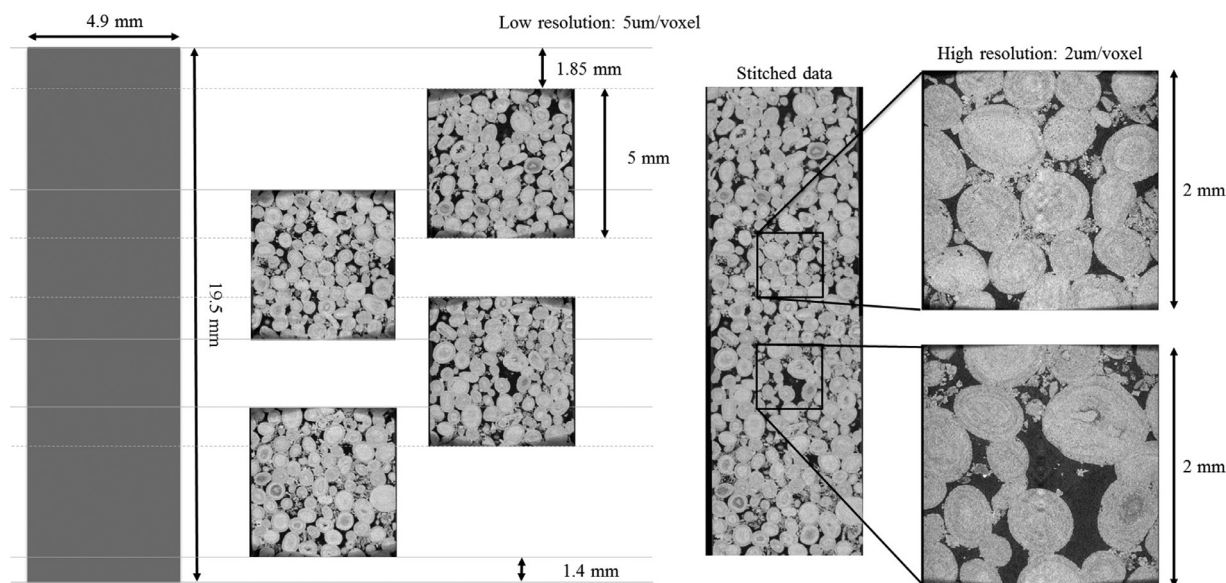 4.9 mm
Low resolution: 5um/voxel
1.85 mm
5 mm
19.5 mm
1.4 mm
Stitched data
High resolution: 2um/voxel
2 mm
2 mm